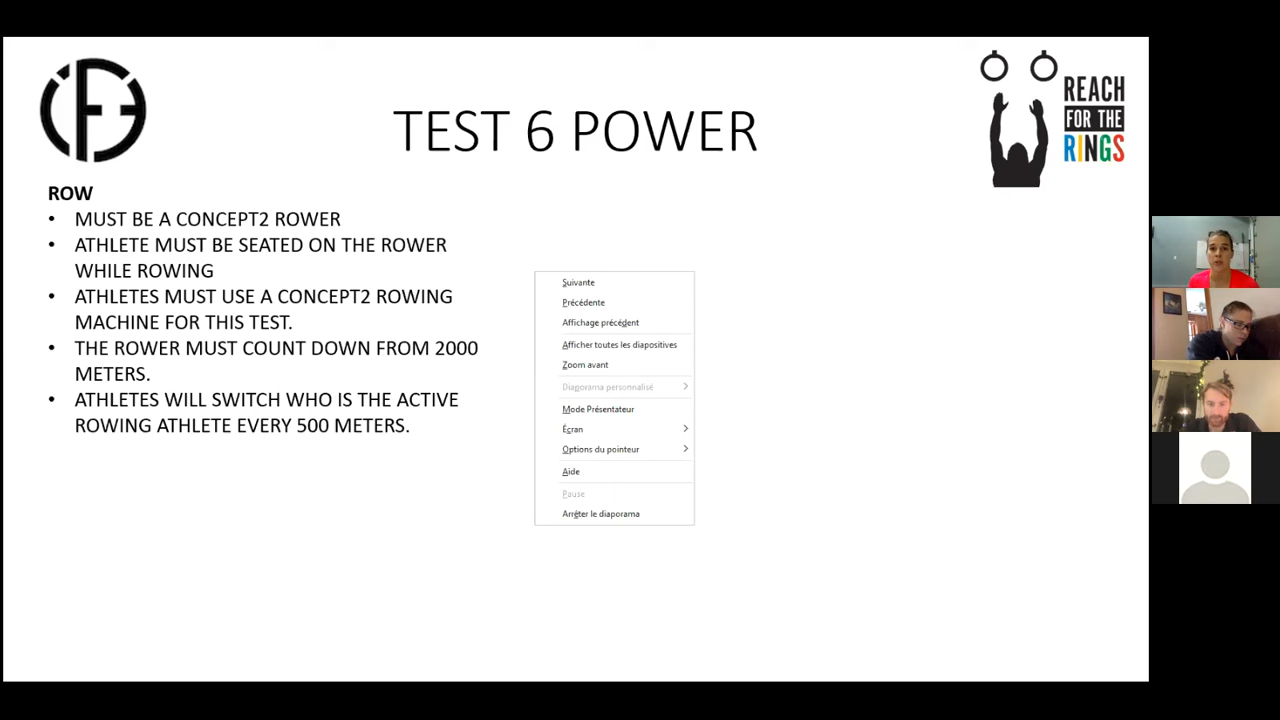 TEST 6 POWER
REACH
FOR THE
RINGS
ROW
• MUST BE A CONCEPT2 ROWER
• ATHLETE MUST BE SEATED ON THE ROWER
WHILE ROWING
• ATHLETES MUST USE A CONCEPT2 ROWING
MACHINE FOR THIS TEST.
• THE ROWER MUST COUNT DOWN FROM 2000
METERS.
• ATHLETES WILL SWITCH WHO IS THE ACTIVE
ROWING ATHLETE EVERY 500 METERS.
Suivante
Précédente
Affichage précédent
Afficher toutes les diapositives
Zoom avant
Diaporama personnalisé
Mode Présentateur
Écran
Options du pointeur
Aide
Pause
Arrêter le diaporama